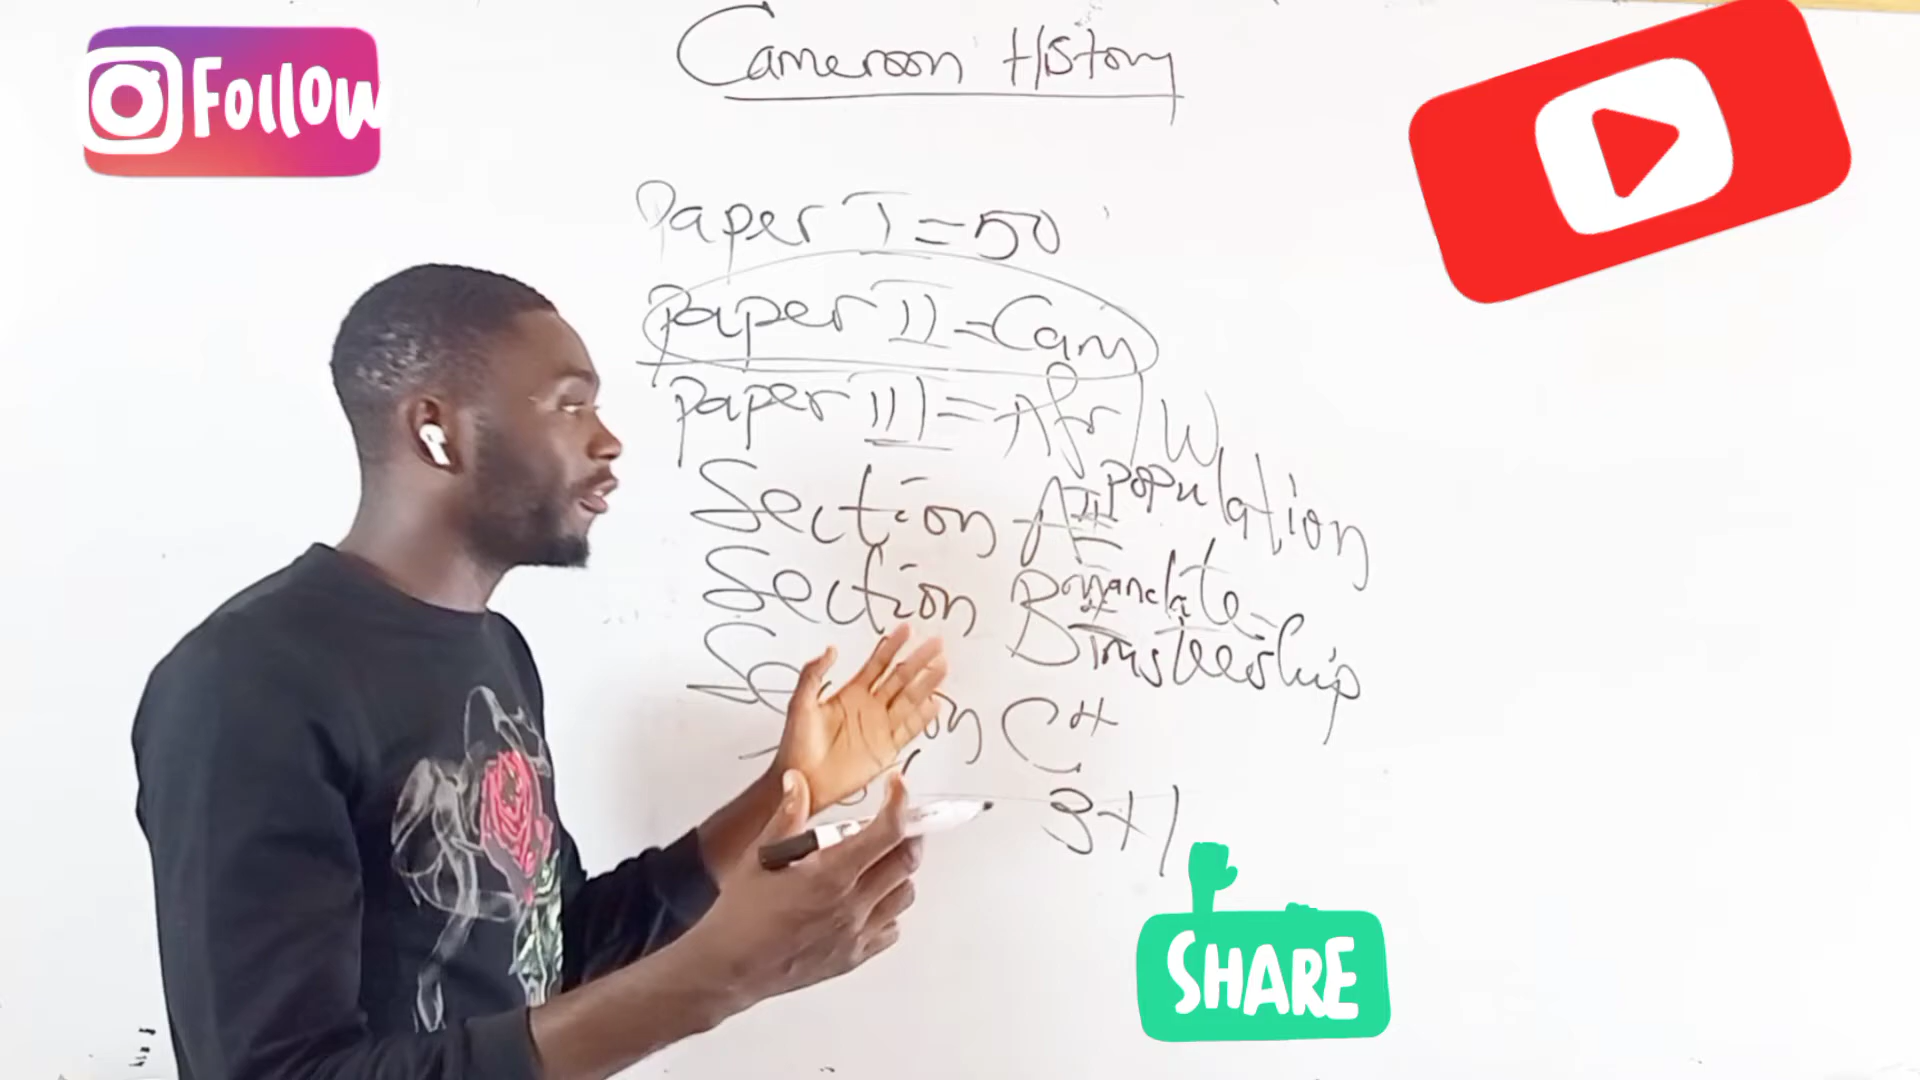 Follow
Cameroon History
Paper I = 50
Paper II = Cam
Paper III = Afr/W
Section A = Population
Section B mandate =
Trusteeship
Section C
3+1
SHARE